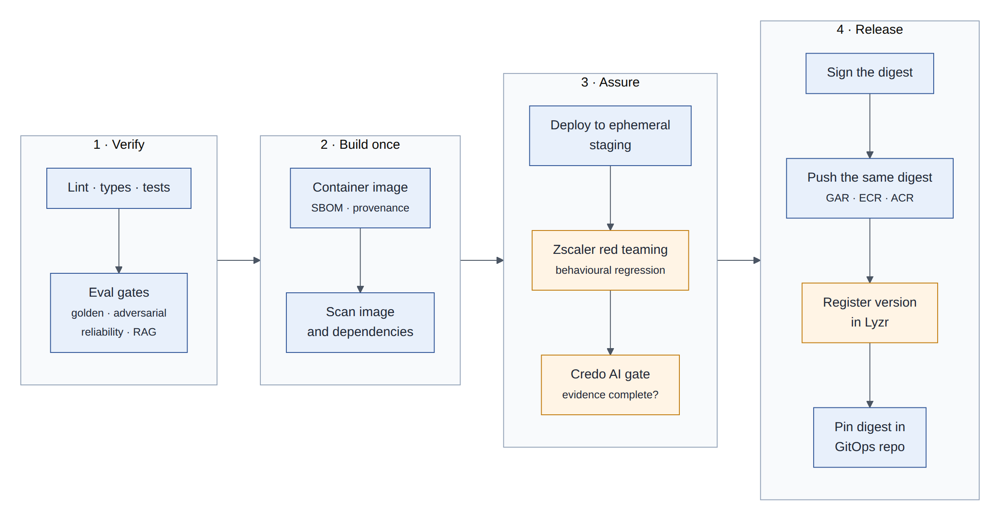 1 · Verify
Lint · types · tests
Eval gates
golden · adversarial
reliability · RAG
2 · Build once
Container image
SBOM · provenance
Scan image
and dependencies
3 · Assure
Deploy to ephemeral
staging
Zscaler red teaming
behavioural regression
Credo AI gate
evidence complete?
4 · Release
Sign the digest
Push the same digest
GAR · ECR · ACR
Register version
in Lyzr
Pin digest in
GitOps repo